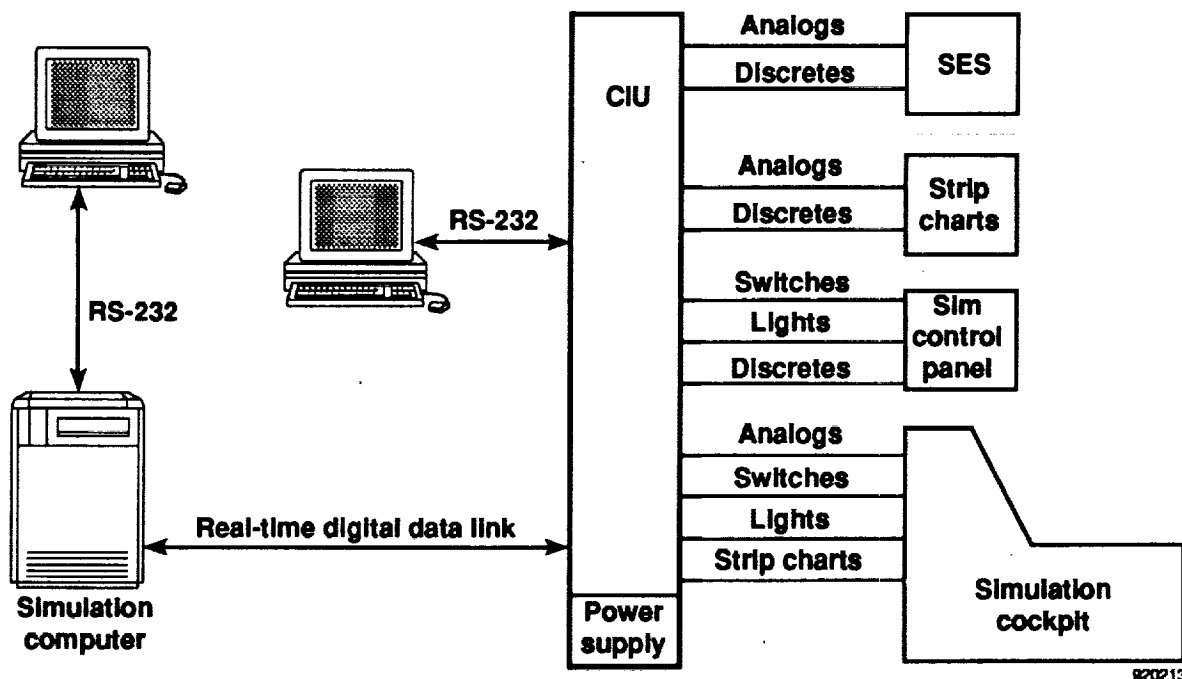 Analogs
Discretes
SES
CIU
Analogs
Discretes
Strip
charts
RS-232
RS-232
Switches
Lights
Discretes
Sim
control
panel
Analogs
Switches
Lights
Strip charts
Real-time digital data link
Simulation
computer
Power
supply
Simulation
cockpit
920213